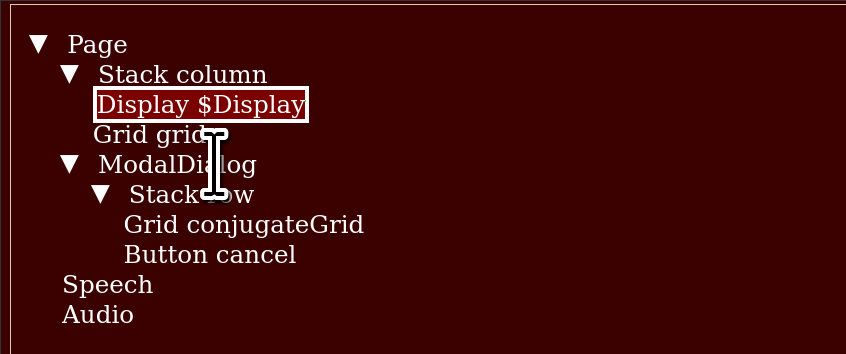 Page
Stack column
Display $Display
Grid grid
ModalDialog
Stack row
Grid conjugateGrid
Button cancel
Speech
Audio